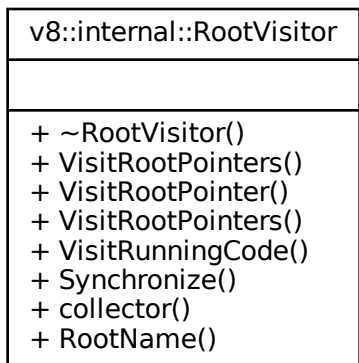 v8::internal::RootVisitor
+ ~RootVisitor()
+ VisitRootPointers()
+ VisitRootPointer()
+ VisitRootPointers()
+ VisitRunningCode()
+ Synchronize()
+ collector()
+ RootName()